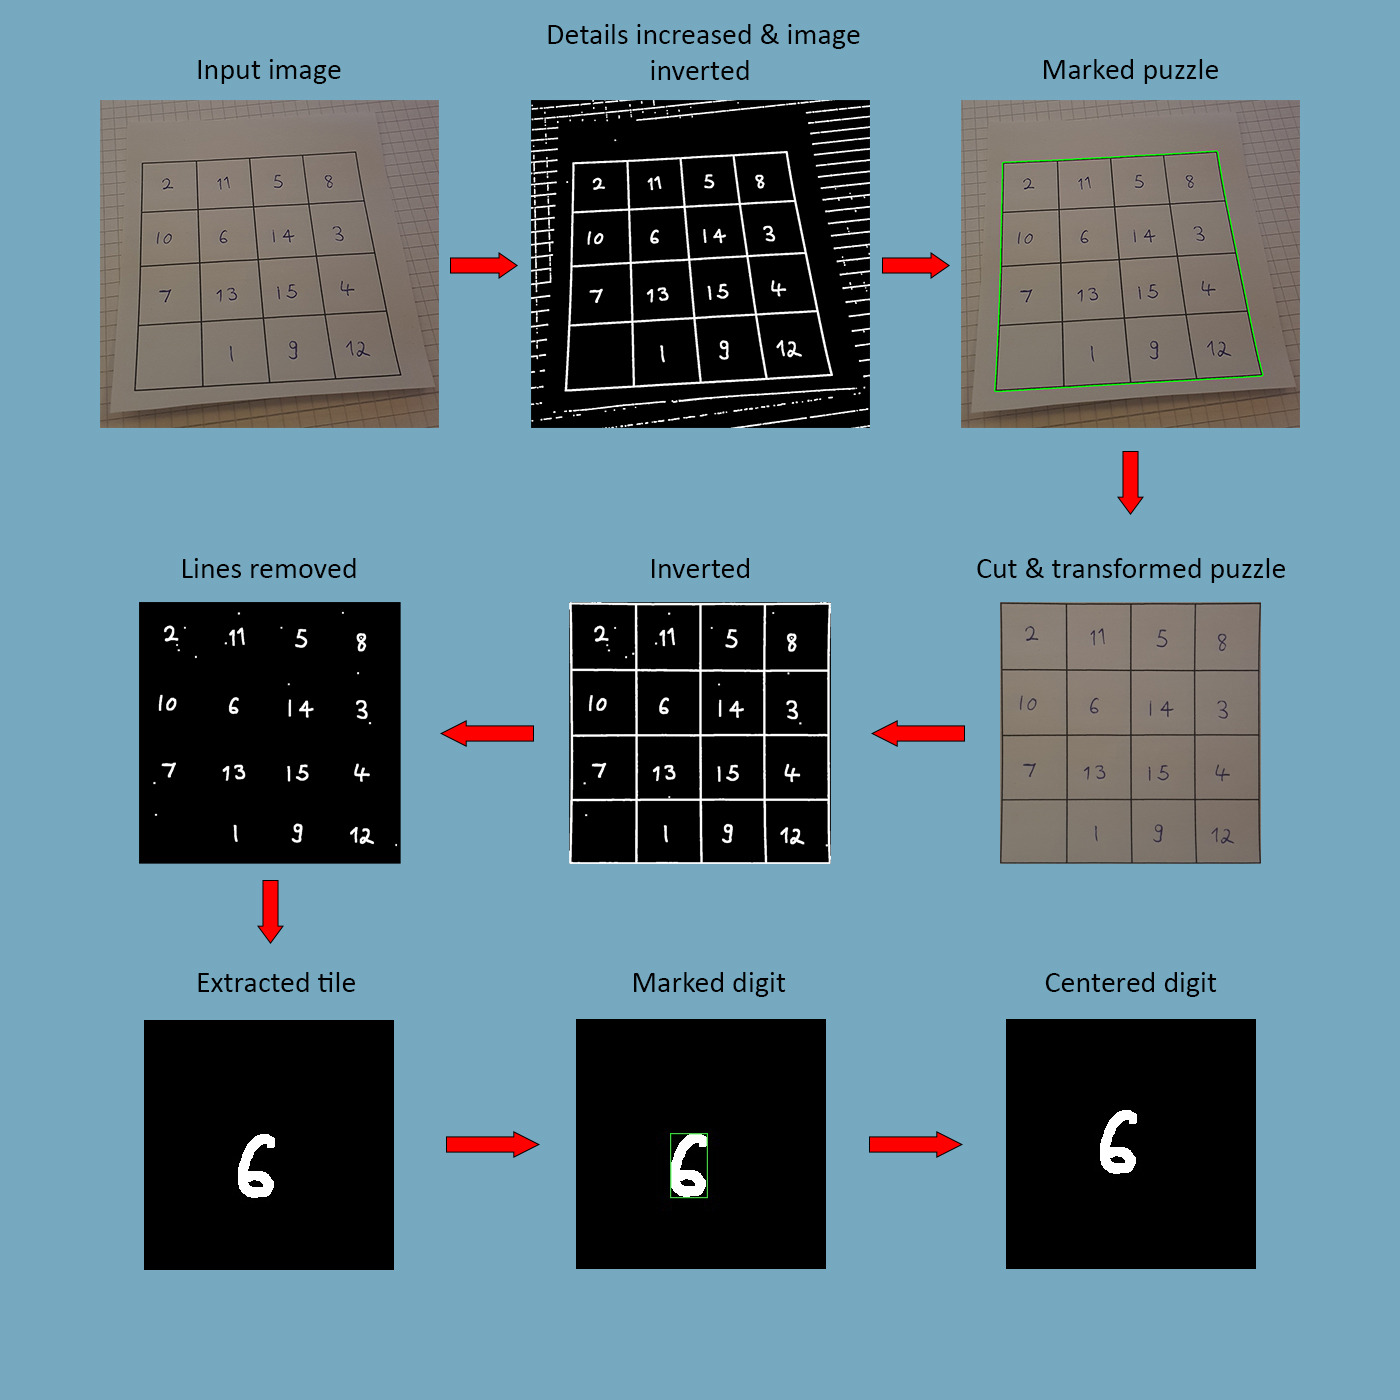 Input image
Details increased & image
inverted
Marked puzzle
2 11 5 8
10 6 14 3
7 13 15 4
1 9 12
2 11 5 8
10 6 14 3
7 13 15 4
1 9 12
2 11 5 8
10 6 14 3
7 13 15 4
1 9 12
Lines removed
Inverted
Cut & transformed puzzle
2 11 5 8
10 6 14 3
7 13 15 4
1 9 12
2 11 5 8
10 6 14 3
7 13 15 4
1 9 12
2 11 5 8
10 6 14 3
7 13 15 4
1 9 12
Extracted tile
Marked digit
Centered digit
6
6
6